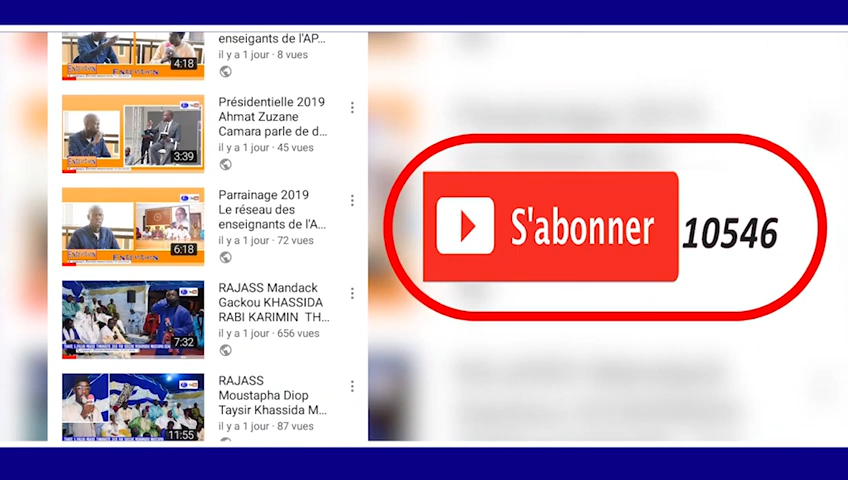 enseigants de l'AP...
il y a 1 jour · 8 vues
4:18
Présidentielle 2019
Ahmat Zuzane
Camara parle de d...
il y a 1 jour · 45 vues
3:39
Parrainage 2019
Le réseau des
enseignants de l'A...
il y a 1 jour · 72 vues
6:18
RAJASS Mandack
Gackou KHASSIDA
RABI KARIMIN TH...
il y a 1 jour · 656 vues
7:32
RAJASS
Moustapha Diop
Taysir Khassida M...
il y a 1 jour · 87 vues
11:55
S'abonner
10546